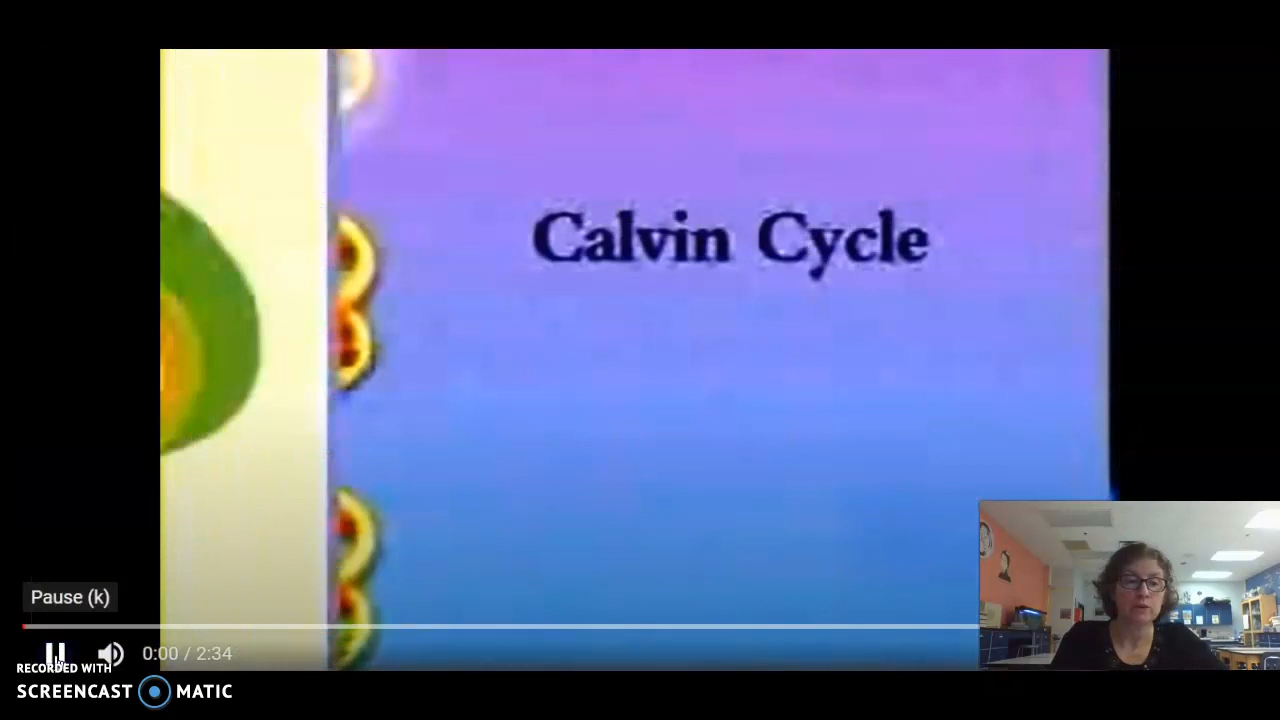 Calvin Cycle
Pause (k)
0:00 / 2:34
RECORDED WITH
SCREENCAST MATIC